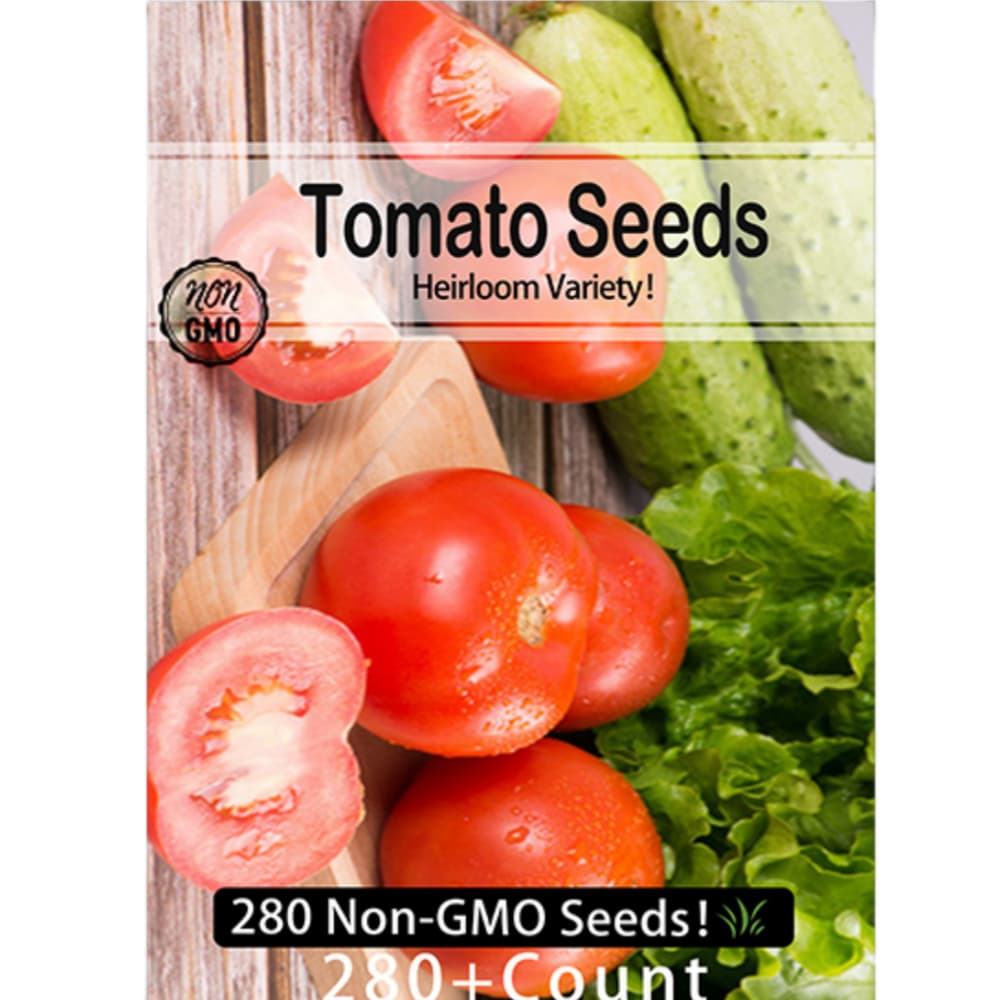 Tomato Seeds
Heirloom Variety!
NON
GMO
280 Non-GMO Seeds!
280+Count